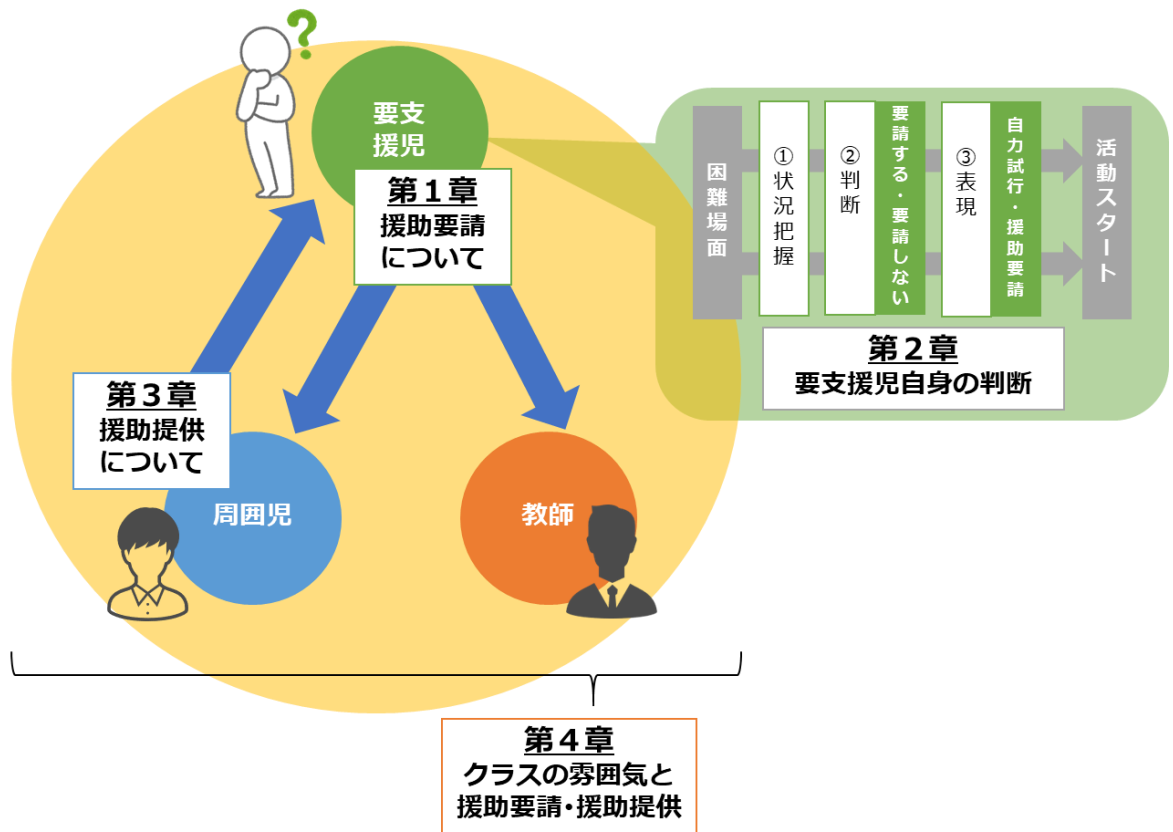 ?
要支
援児
第１章
援助要請
について
困難場面
①状況把握
②判断
要請する・要請しない
③表現
自力試行・援助要請
活動スタート
第２章
要支援児自身の判断
第３章
援助提供
について
周囲児
教師
第４章
クラスの雰囲気と
援助要請・援助提供